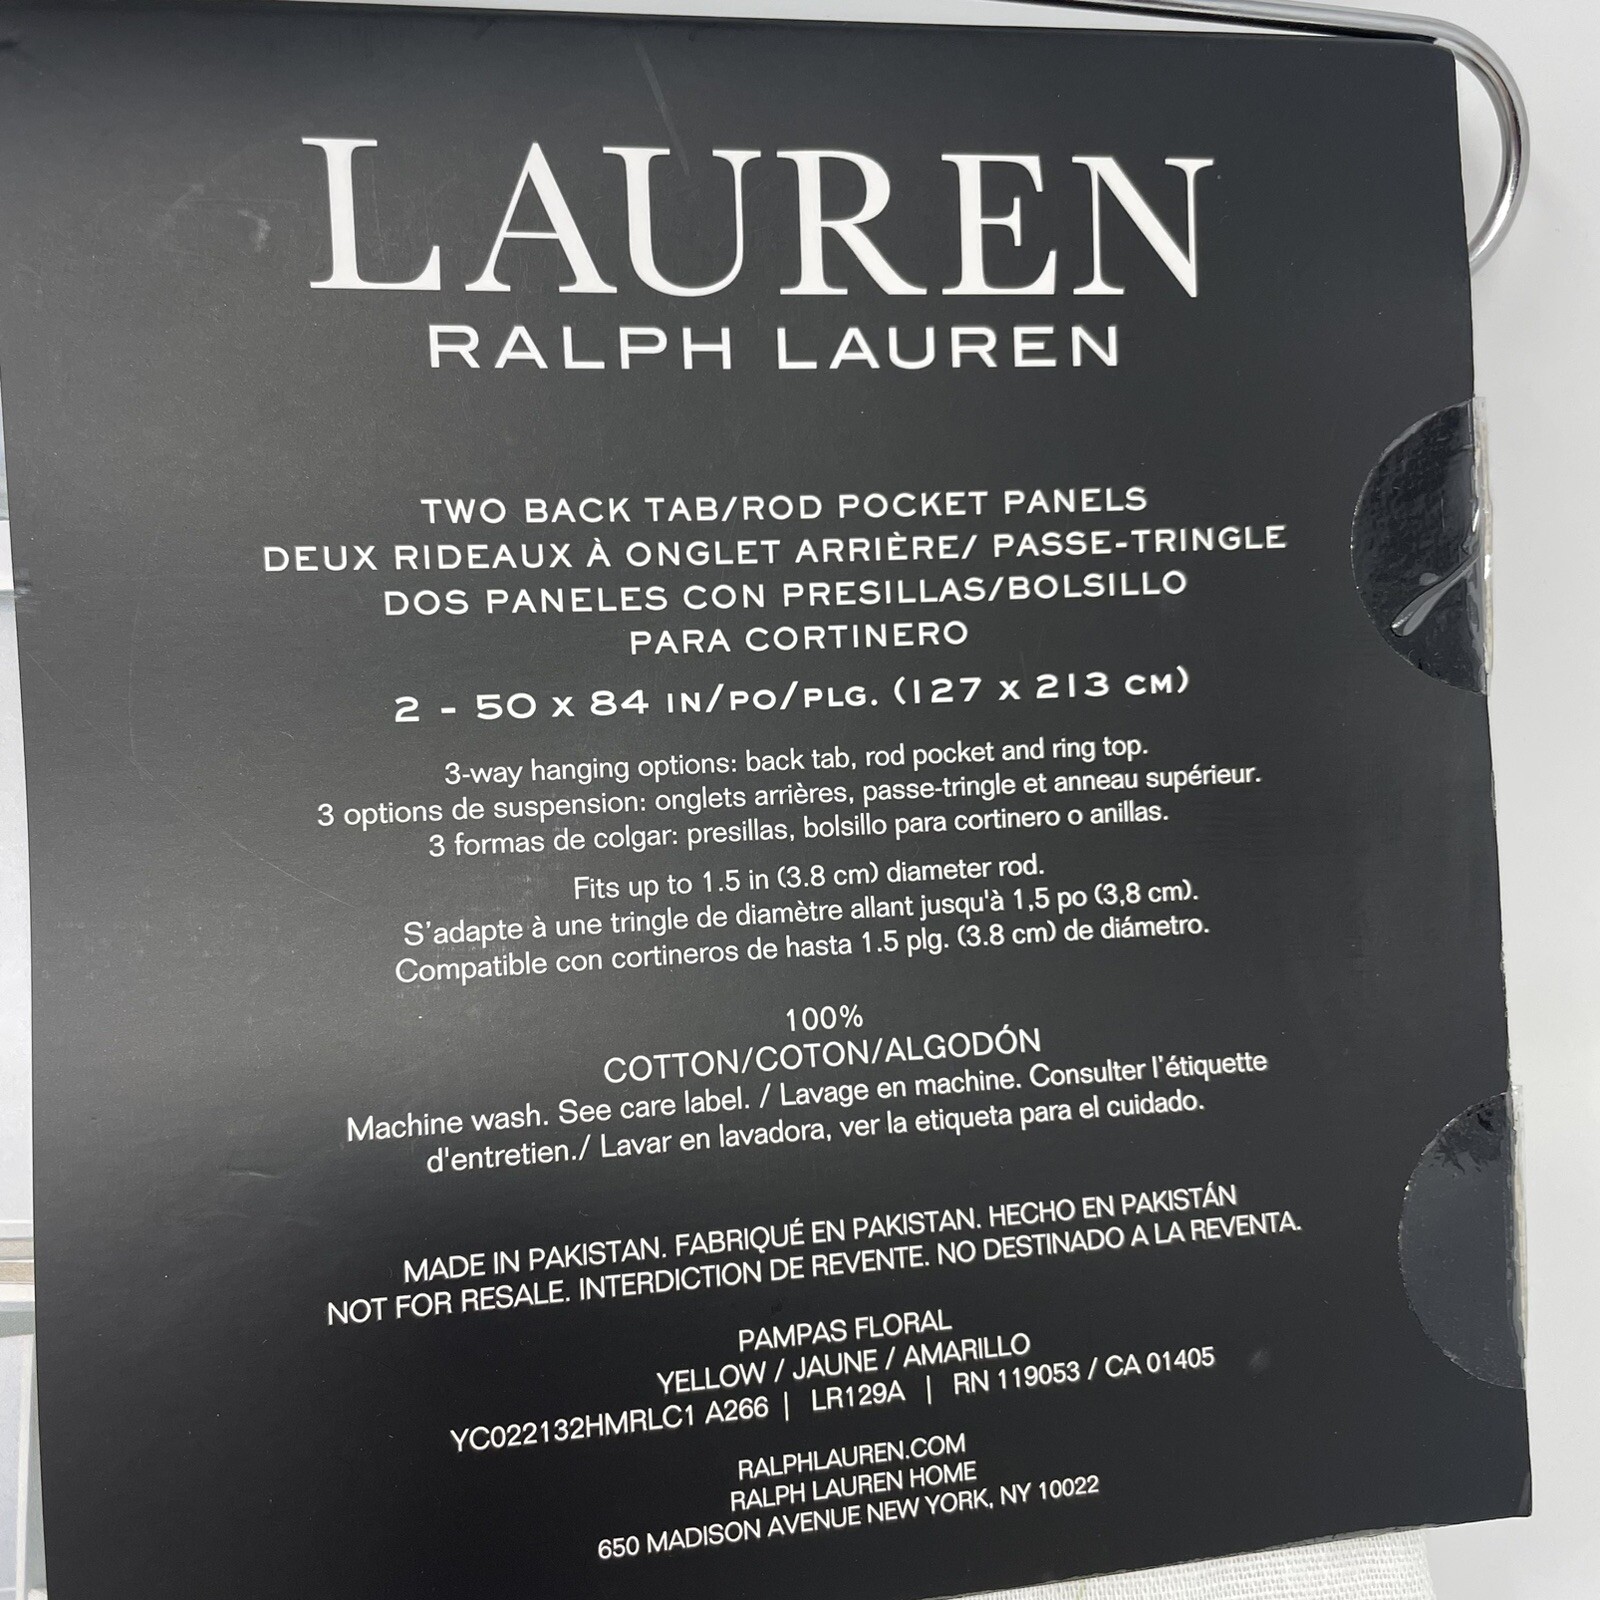 LAUREN
RALPH LAUREN
TWO BACK TAB/ROD POCKET PANELS
DEUX RIDEAUX À ONGLET ARRIÈRE/ PASSE-TRINGLE
DOS PANELES CON PRESILLAS/BOLSILLO
PARA CORTINERO
2 - 50 x 84 IN/PO/PLG. (127 x 213 CM)
3-way hanging options: back tab, rod pocket and ring top.
3 options de suspension: onglets arrières, passe-tringle et anneau supérieur.
3 formas de colgar: presillas, bolsillo para cortinero o anillas.
Fits up to 1.5 in (3.8 cm) diameter rod.
S'adapte à une tringle de diamètre allant jusqu'à 1,5 po (3,8 cm).
Compatible con cortineros de hasta 1.5 plg. (3.8 cm) de diámetro.
100%
COTTON/COTON/ALGODÓN
Machine wash. See care label. / Lavage en machine. Consulter l'étiquette
d'entretien./ Lavar en lavadora, ver la etiqueta para el cuidado.
MADE IN PAKISTAN. FABRIQUÉ EN PAKISTAN. HECHO EN PAKISTÁN
NOT FOR RESALE. INTERDICTION DE REVENTE. NO DESTINADO A LA REVENTA.
PAMPAS FLORAL
YELLOW / JAUNE / AMARILLO
YC022132HMRLC1 A266 | LR129A | RN 119053 / CA 01405
RALPHLAUREN.COM
RALPH LAUREN HOME
650 MADISON AVENUE NEW YORK, NY 10022